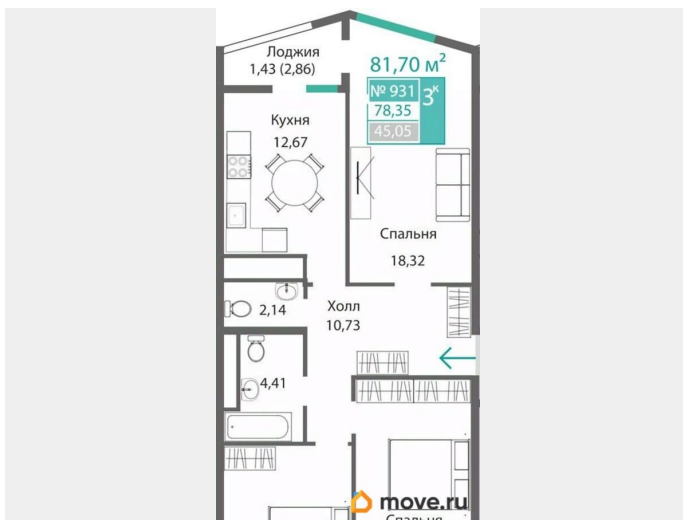 Лоджия
1,43 (2,86)
81,70 м²
№ 931
3к
78,35
45,05
Кухня
12,67
Спальня
18,32
2,14
Холл
10,73
4,41
move.ru
Спальня